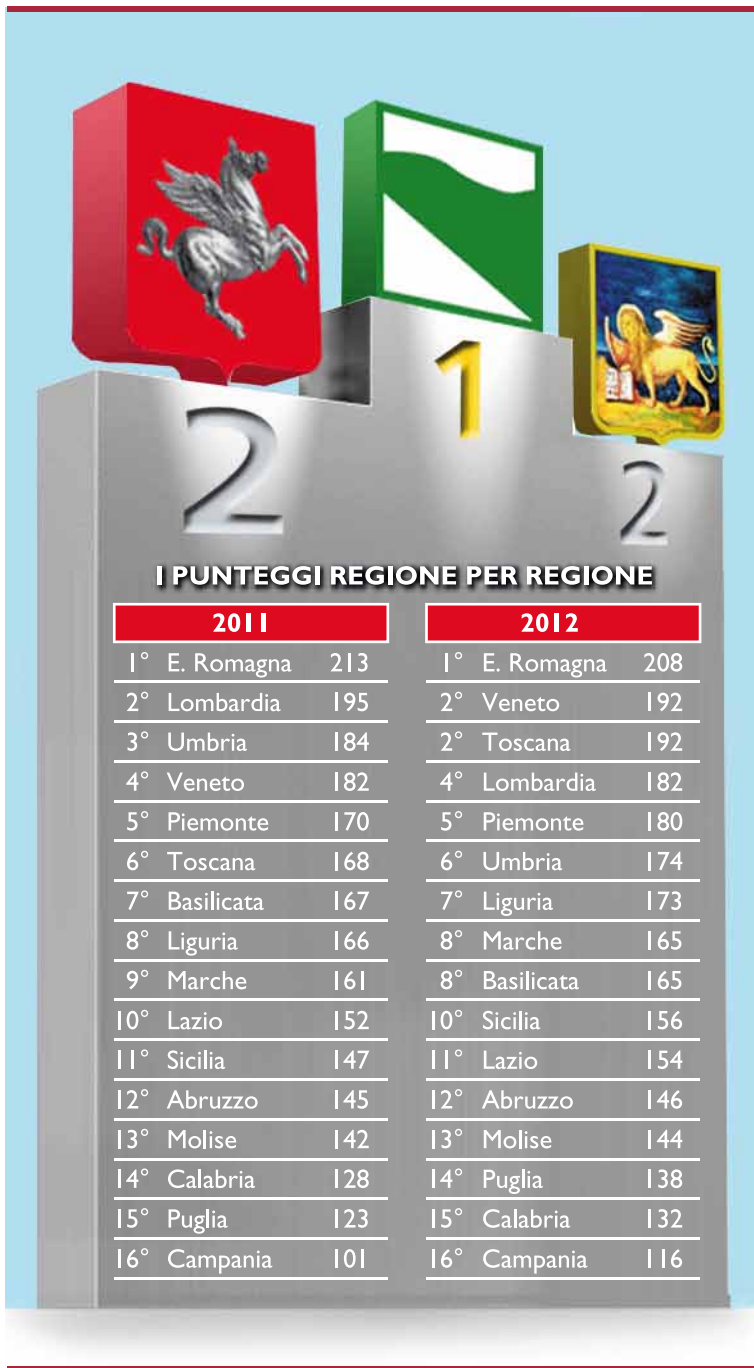 2
1
2
I PUNTEGGI REGIONE PER REGIONE
2011
1° E. Romagna 213
2° Lombardia 195
3° Umbria 184
4° Veneto 182
5° Piemonte 170
6° Toscana 168
7° Basilicata 167
8° Liguria 166
9° Marche 161
10° Lazio 152
11° Sicilia 147
12° Abruzzo 145
13° Molise 142
14° Calabria 128
15° Puglia 123
16° Campania 101
2012
1° E. Romagna 208
2° Veneto 192
2° Toscana 192
4° Lombardia 182
5° Piemonte 180
6° Umbria 174
7° Liguria 173
8° Marche 165
8° Basilicata 165
10° Sicilia 156
11° Lazio 154
12° Abruzzo 146
13° Molise 144
14° Puglia 138
15° Calabria 132
16° Campania 116